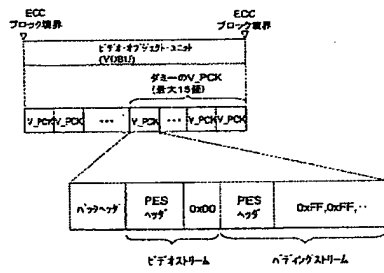 ECC
ブロック境界
ECC
ブロック境界
ビデオ・オブジェクト・ユニット
(VOBU)
ダミーのV_PCK
(最大15個)
V_PCK V_PCK ・・・ V_PCK ・・・ V_PCK V_PCK
パックヘッダ
PES
ヘッダ
0x00
PES
ヘッダ
0xFF,0xFF,・・
ビデオストリーム
パディングストリーム